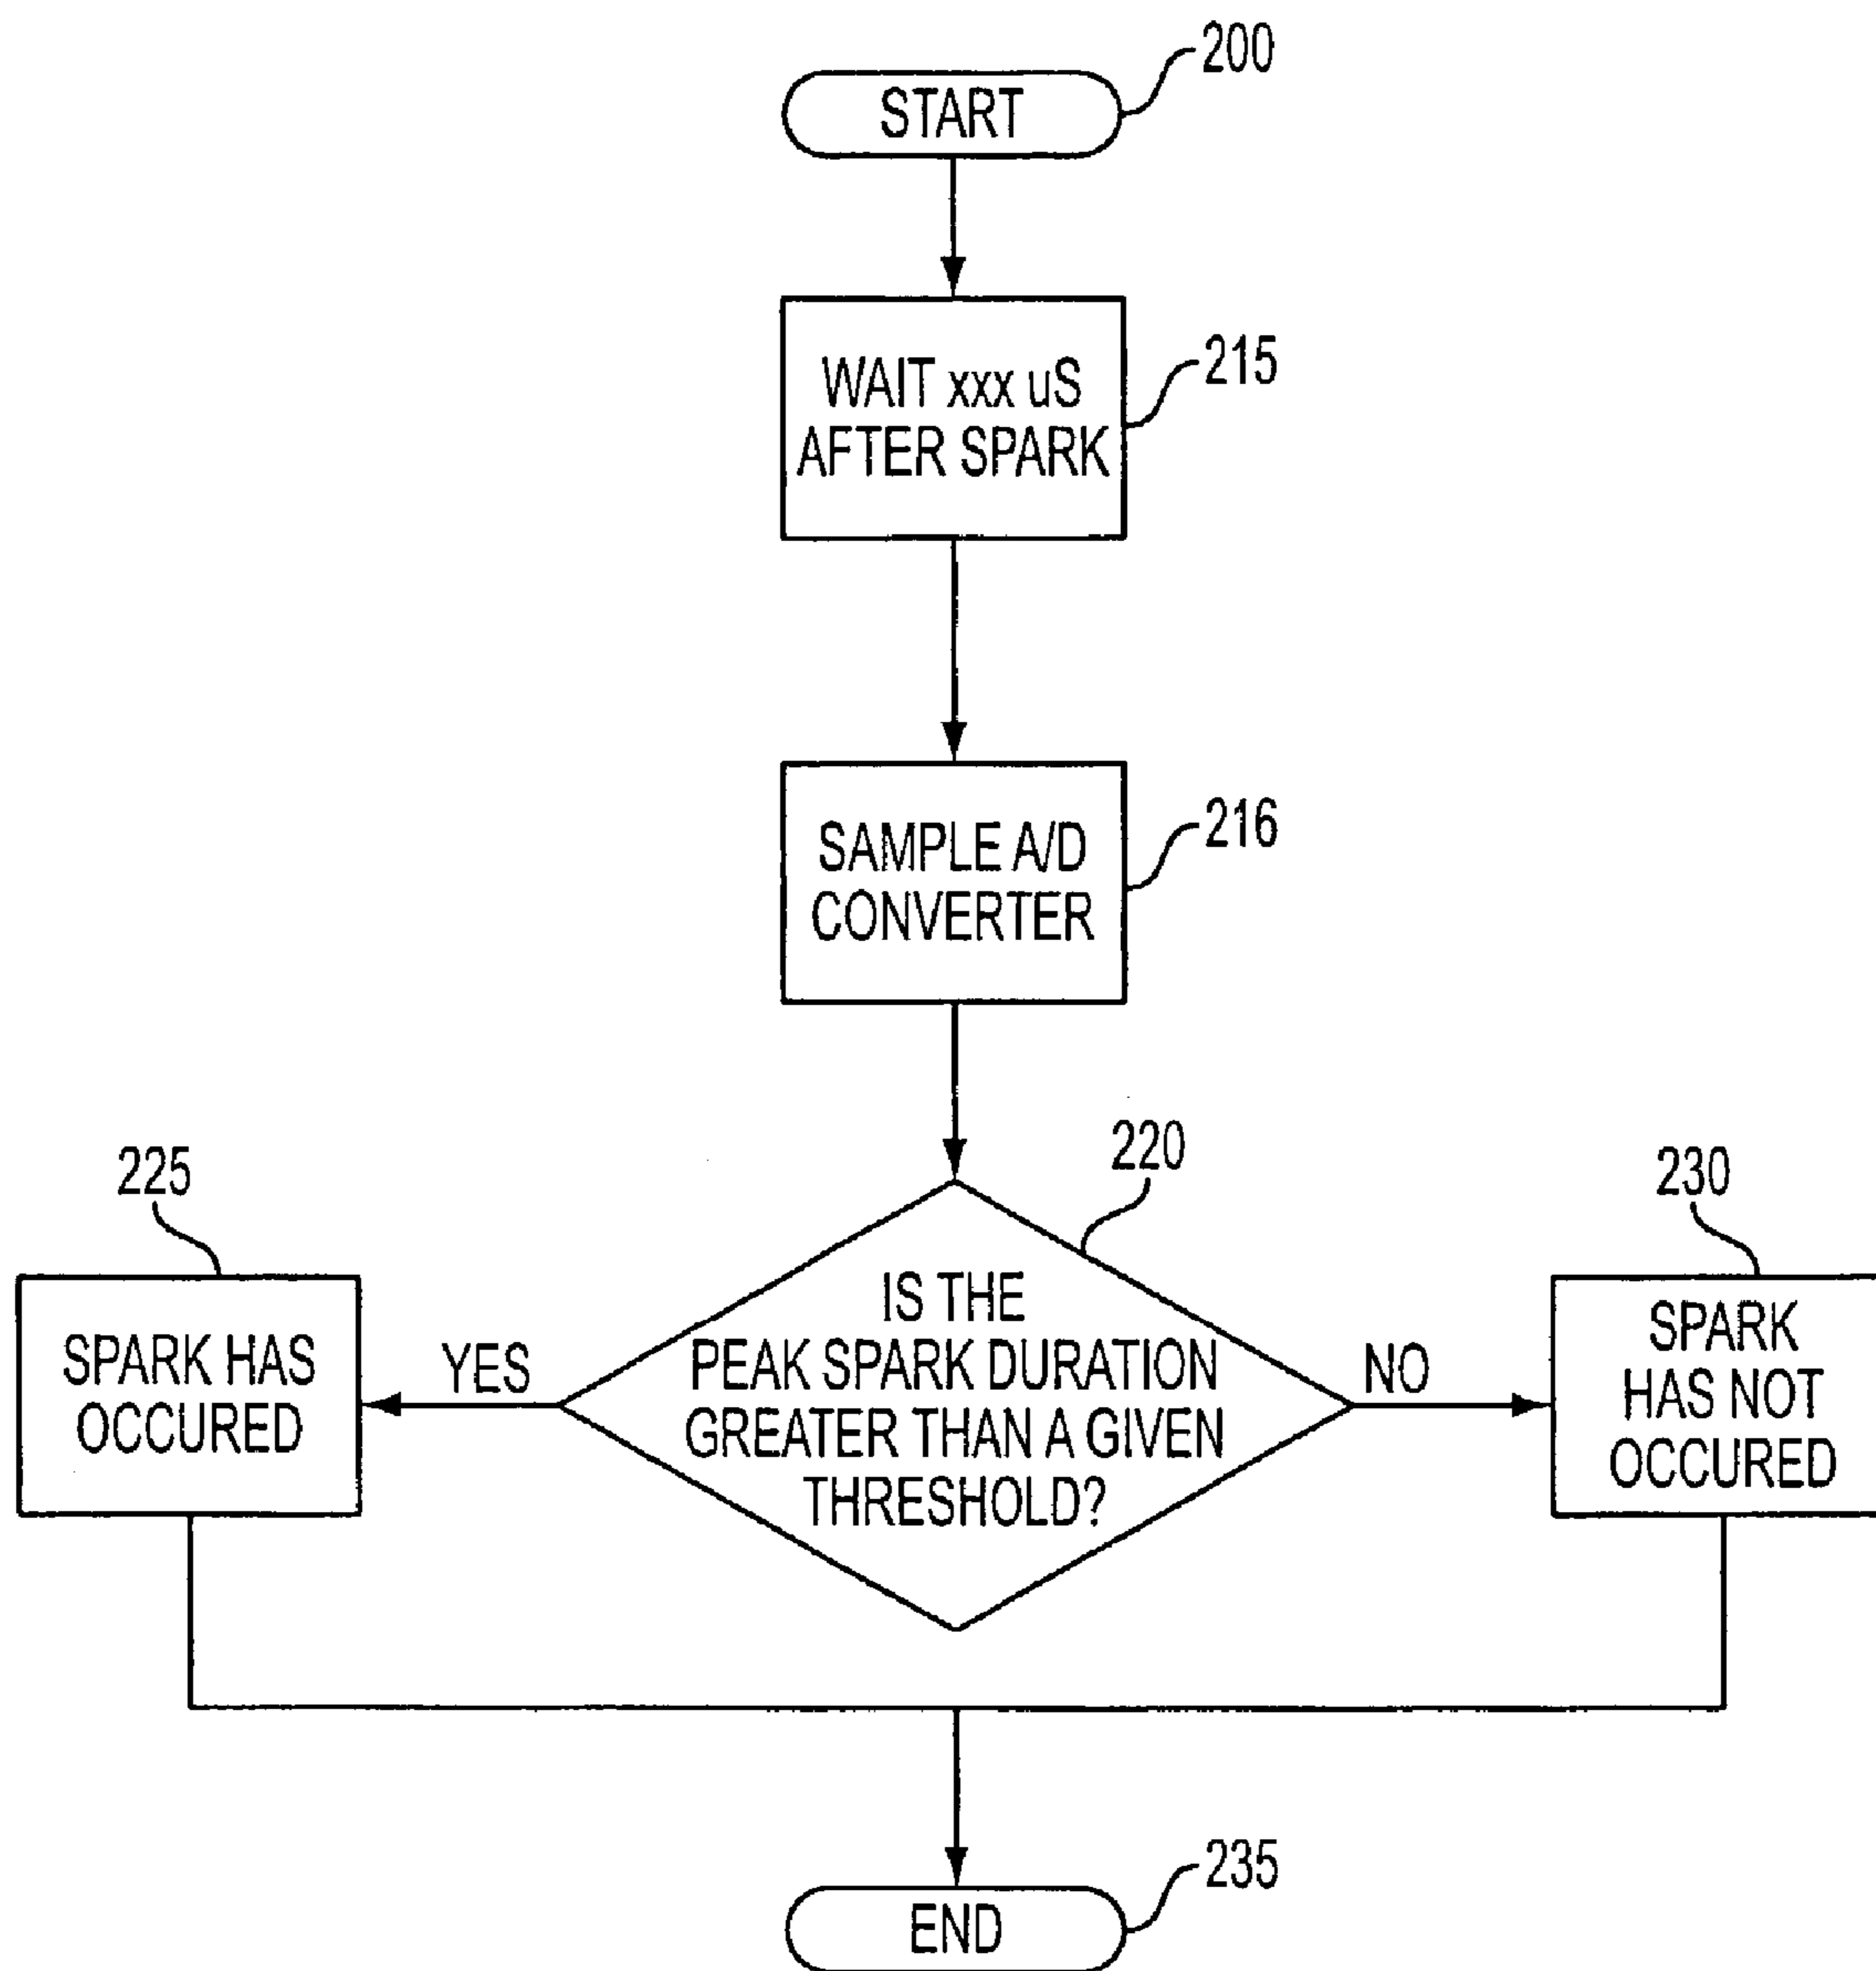 200
START
WAIT xxx uS
AFTER SPARK
215
SAMPLE A/D
CONVERTER
216
220
225
230
IS THE
PEAK SPARK DURATION
GREATER THAN A GIVEN
THRESHOLD?
YES
NO
SPARK HAS
OCCURED
SPARK
HAS NOT
OCCURED
235
END